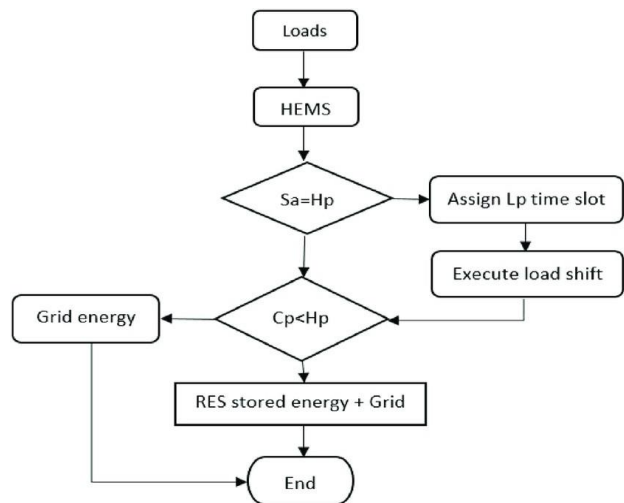 Loads
HEMS
Sa=Hp
Assign Lp time slot
Execute load shift
Cp<Hp
Grid energy
RES stored energy + Grid
End